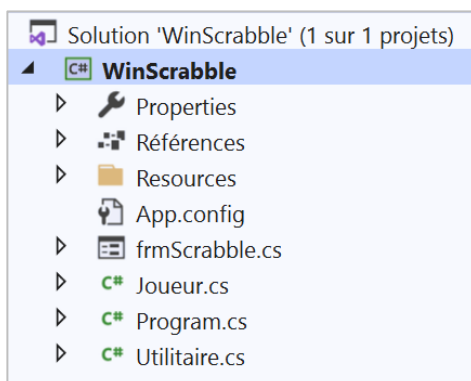 Solution 'WinScrabble' (1 sur 1 projets)
C# WinScrabble
Properties
Références
Resources
App.config
frmScrabble.cs
C# Joueur.cs
C# Program.cs
C# Utilitaire.cs